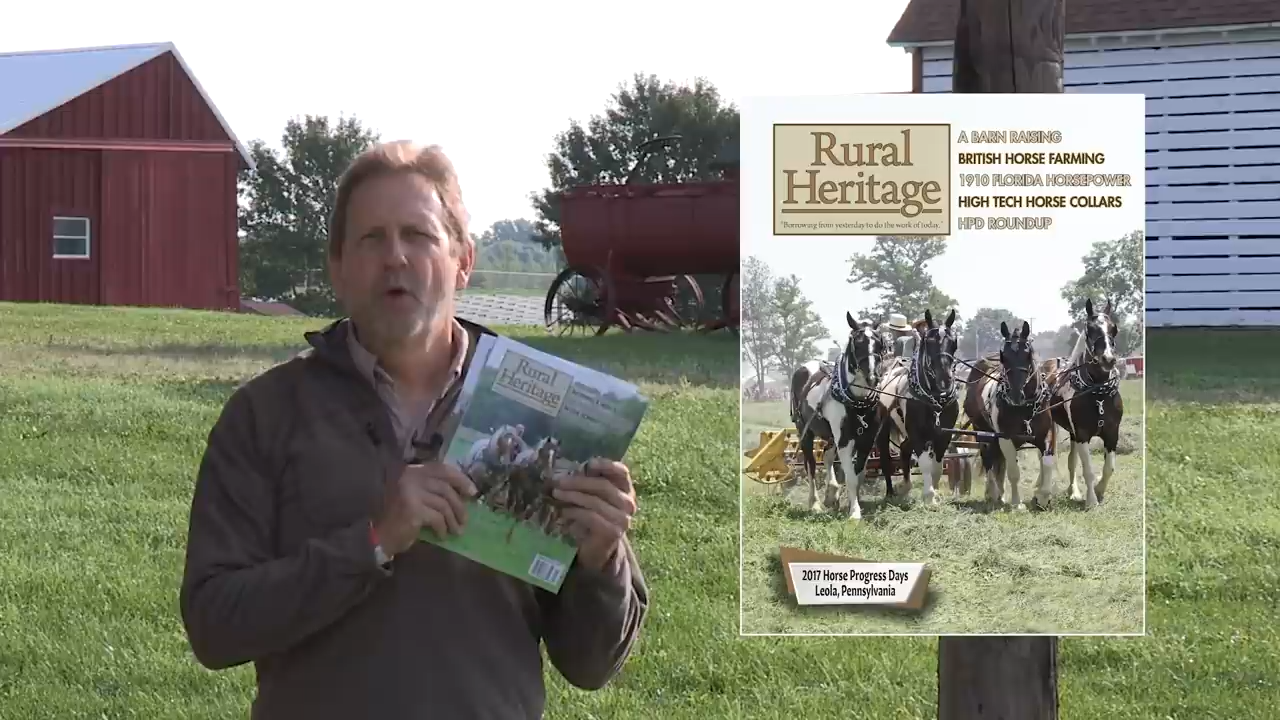 Rural
Heritage
"Borrowing from yesterday to do the work of today."
A BARN RAISING
BRITISH HORSE FARMING
1910 FLORIDA HORSEPOWER
HIGH TECH HORSE COLLARS
HPD ROUNDUP
2017 Horse Progress Days
Leola, Pennsylvania
Rural
Heritage